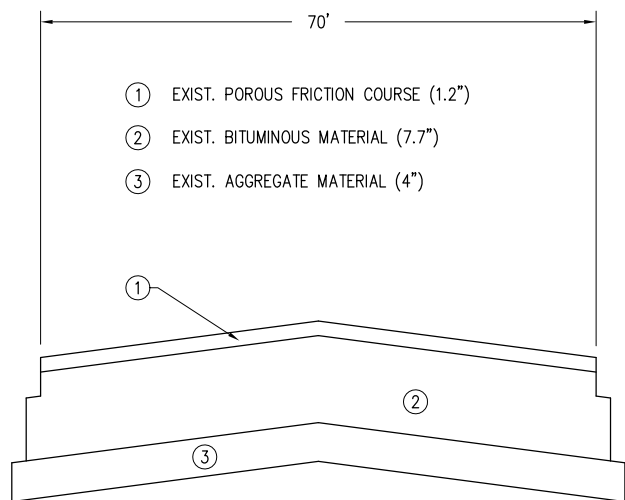 70'
① EXIST. POROUS FRICTION COURSE (1.2")
② EXIST. BITUMINOUS MATERIAL (7.7")
③ EXIST. AGGREGATE MATERIAL (4")
①
②
③